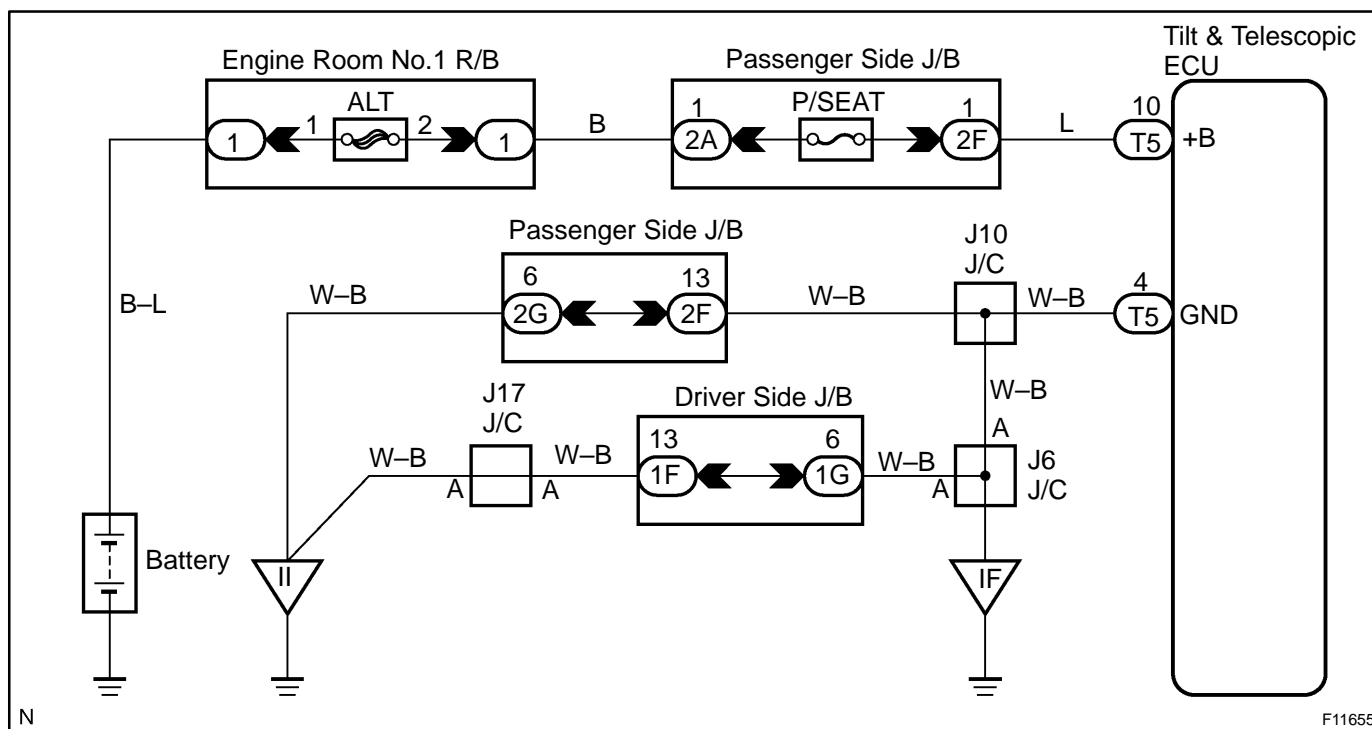 Tilt & Telescopic
ECU
Engine Room No.1 R/B
Passenger Side J/B
ALT
P/SEAT
1
1
2
1
B
1
2A
1
2F
L
10
T5
+B
Passenger Side J/B
J10
J/C
B–L
W–B
6
2G
13
2F
W–B
W–B
4
T5
GND
J17
J/C
Driver Side J/B
W–B
A
W–B
A
W–B
A
13
1F
6
1G
W–B
A
J6
J/C
Battery
II
IF
N
F11655